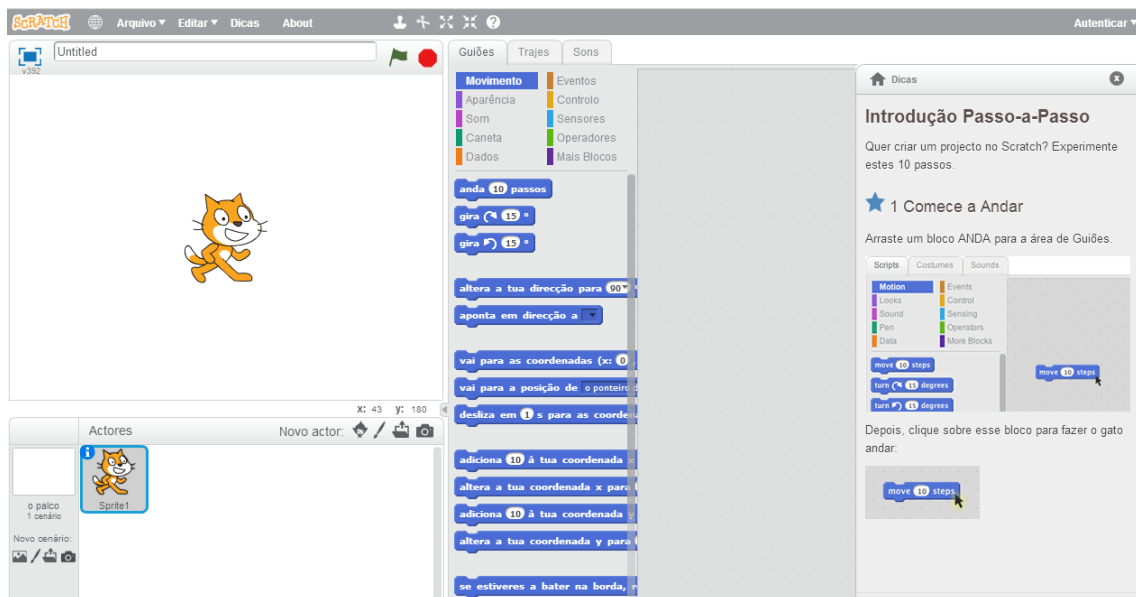 SCRATCH Arquivo Editar Dicas About Autenticar
Untitled
v392
X: 43 y: 180
Actores
Novo actor:
Sprite1
o palco
1 cenário
Novo cenário:
Guiões Trajes Sons
Movimento Eventos
Aparência Controlo
Som Sensores
Caneta Operadores
Dados Mais Blocos
anda 10 passos
gira 15 °
gira 15 °
altera a tua direcção para 90
aponta em direcção a
vai para as coordenadas (x: 0
vai para a posição de o ponteiro d
desliza em 1 s para as coorden
adiciona 10 à tua coordenada x
altera a tua coordenada x para
adiciona 10 à tua coordenada y
altera a tua coordenada y para
se estiveres a bater na borda, r
Dicas
Introdução Passo-a-Passo
Quer criar um projecto no Scratch? Experimente
estes 10 passos.
1 Comece a Andar
Arraste um bloco ANDA para a área de Guiões.
Scripts Costumes Sounds
Motion Events
Looks Control
Sound Sensing
Pen Operators
Data More Blocks
move 10 steps
turn 15 degrees
turn 15 degrees
move 10 steps
Depois, clique sobre esse bloco para fazer o gato
andar:
move 10 steps